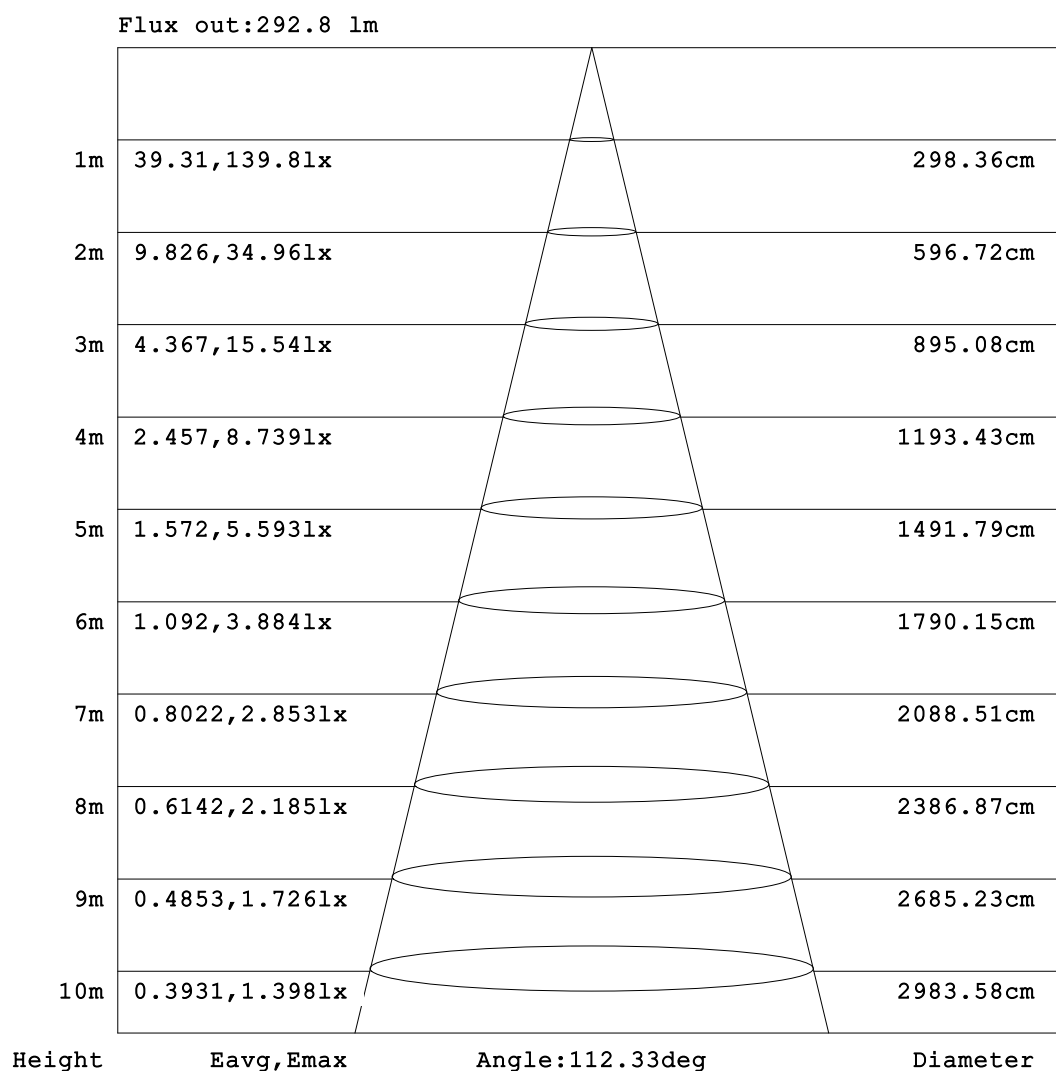 Flux out:292.8 lm
1m 39.31,139.8lx 298.36cm
2m 9.826,34.96lx 596.72cm
3m 4.367,15.54lx 895.08cm
4m 2.457,8.739lx 1193.43cm
5m 1.572,5.593lx 1491.79cm
6m 1.092,3.884lx 1790.15cm
7m 0.8022,2.853lx 2088.51cm
8m 0.6142,2.185lx 2386.87cm
9m 0.4853,1.726lx 2685.23cm
10m 0.3931,1.398lx 2983.58cm
Height Eavg,Emax Angle:112.33deg Diameter